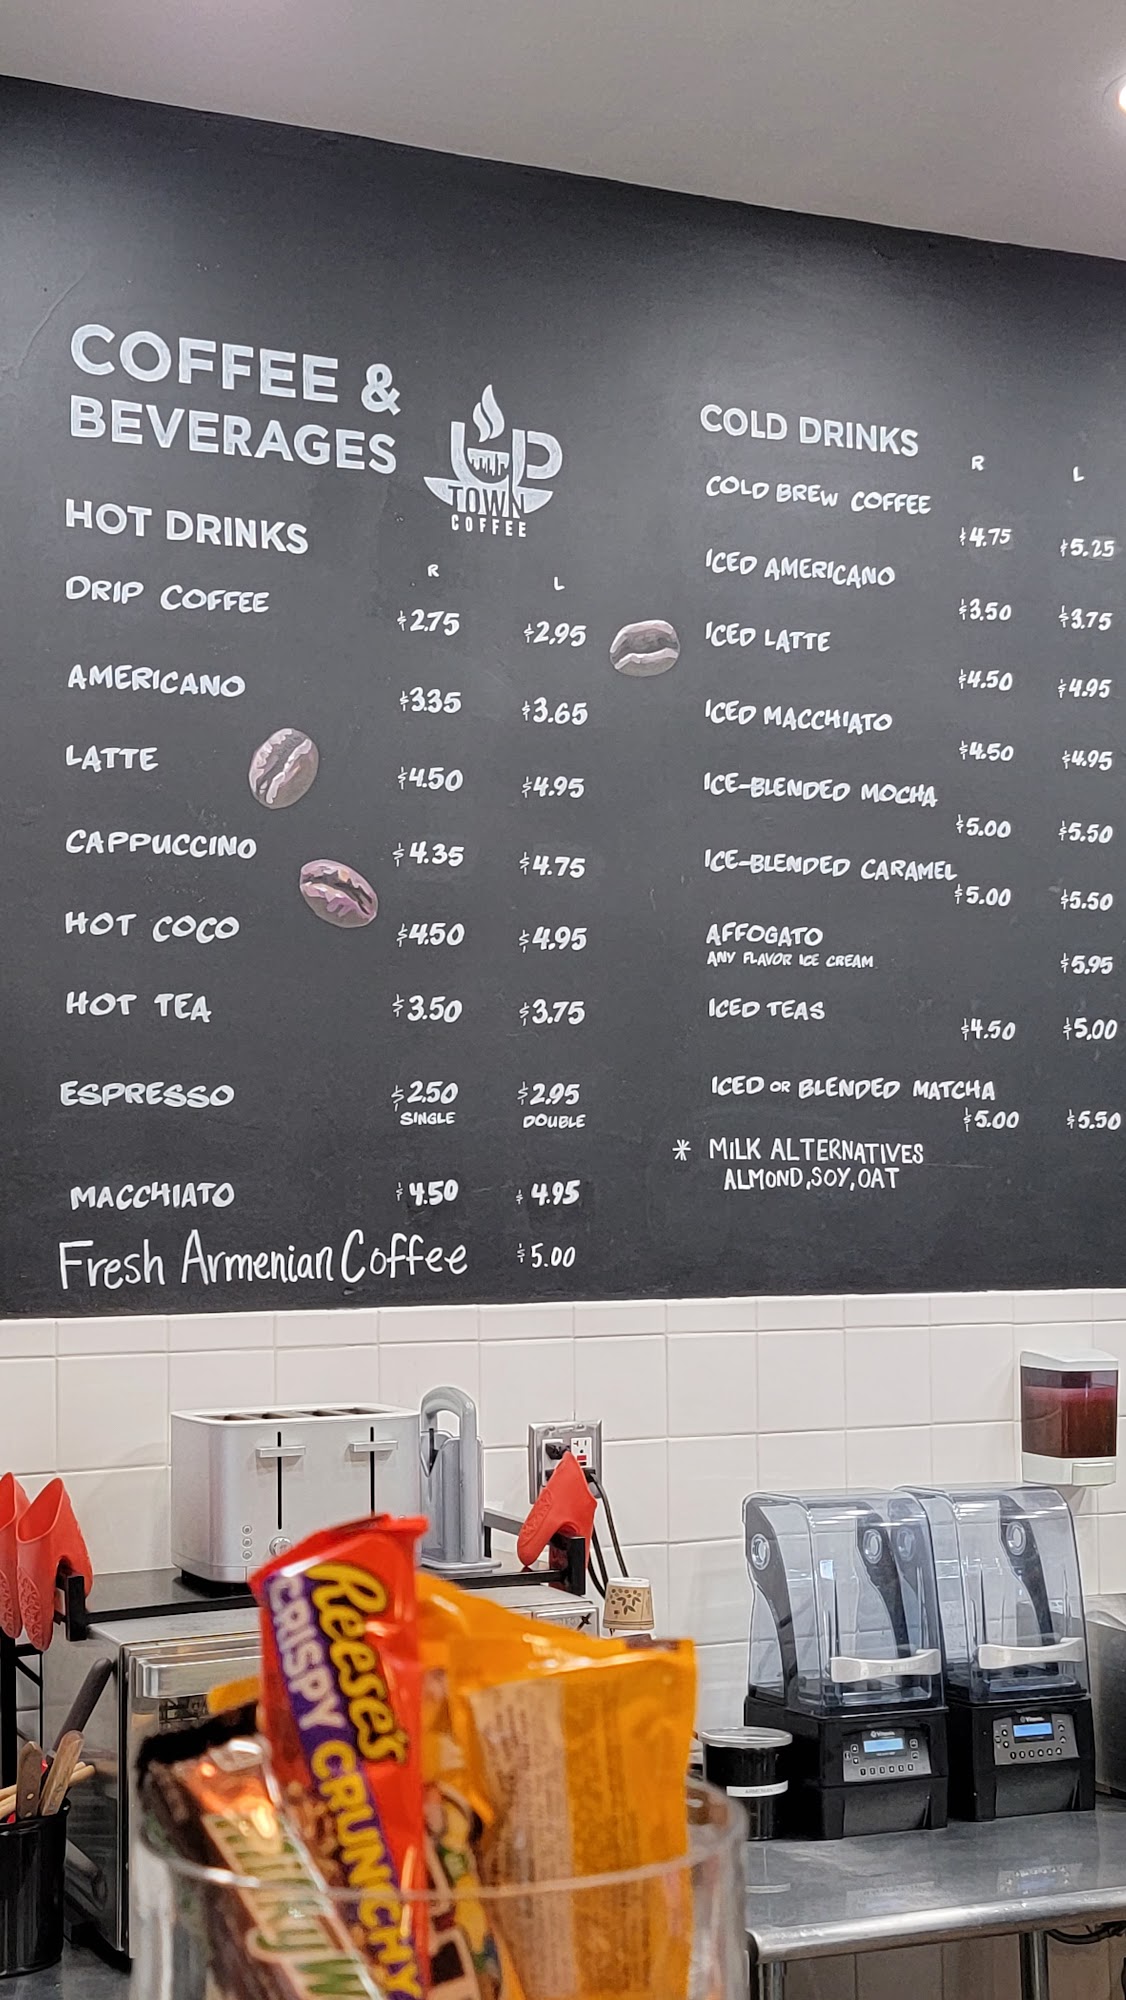 COFFEE &
BEVERAGES
UP
TOWN
COFFEE
HOT DRINKS
R L
DRIP COFFEE $2.75 $2.95
AMERICANO $3.35 $3.65
LATTE $4.50 $4.95
CAPPUCCINO $4.35 $4.75
HOT COCO $4.50 $4.95
HOT TEA $3.50 $3.75
ESPRESSO $2.50 $2.95
SINGLE DOUBLE
MACCHIATO $4.50 $4.95
Fresh Armenian Coffee $5.00
COLD DRINKS
R L
COLD BREW COFFEE
$4.75 $5.25
ICED AMERICANO
$3.50 $3.75
ICED LATTE
$4.50 $4.95
ICED MACCHIATO
$4.50 $4.95
ICE-BLENDED MOCHA
$5.00 $5.50
ICE-BLENDED CARAMEL
$5.00 $5.50
AFFOGATO
ANY FLAVOR ICE CREAM
$5.95
ICED TEAS
$4.50 $5.00
ICED OR BLENDED MATCHA
$5.00 $5.50
* MILK ALTERNATIVES
ALMOND, SOY, OAT
Reese's
CRISPY CRUNCHY
Milky W